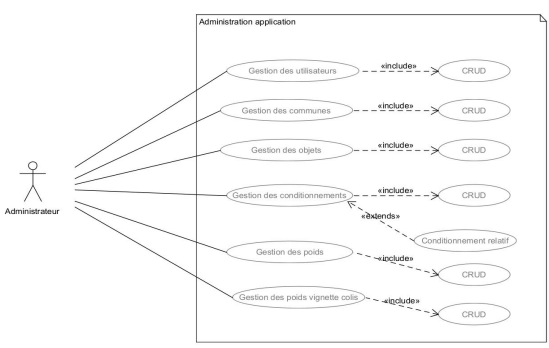 Administration application
Gestion des utilisateurs
«include»
CRUD
Gestion des communes
«include»
CRUD
Gestion des objets
«include»
CRUD
Gestion des conditionnements
«include»
CRUD
«extends»
Administrateur
Conditionnement relatif
Gestion des poids
«include»
CRUD
Gestion des poids vignette colis
«include»
CRUD